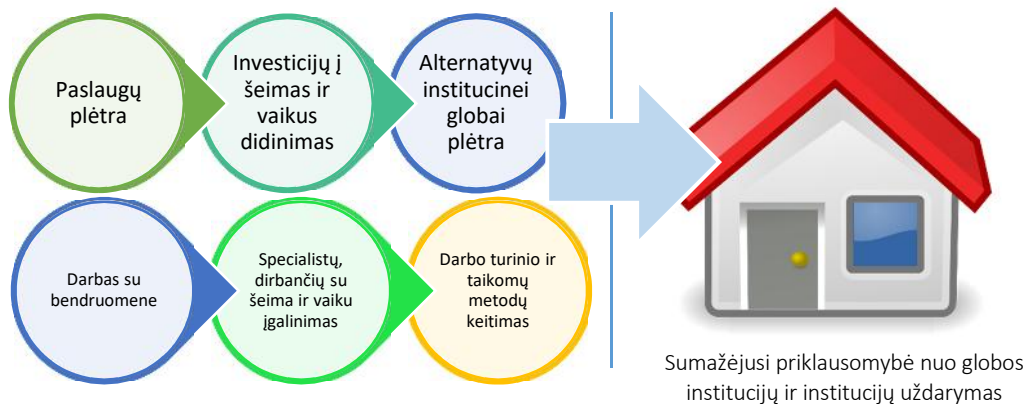 Paslaugų
plėtra
Investicijų į
šeimas ir
vaikus
didinimas
Alternatyvų
institucinei
globai
plėtra
Darbas su
bendruomene
Specialistų,
dirbančių su
šeima ir vaiku
įgalinimas
Darbo turinio ir
taikomų
metodų
keitimas
Sumažėjusi priklausomybė nuo globos
institucijų ir institucijų uždarymas